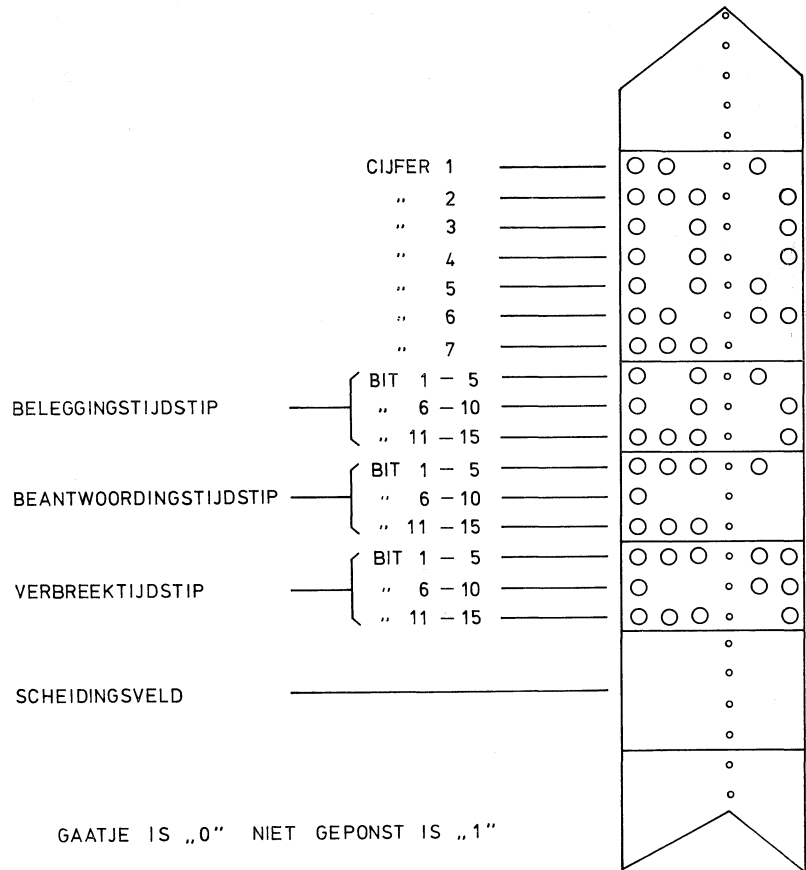 CIJFER 1
" 2
" 3
" 4
" 5
" 6
" 7
BELEGGINGSTIJDSTIP
BIT 1 – 5
" 6 – 10
" 11 – 15
BEANTWOORDINGSTIJDSTIP
BIT 1 – 5
" 6 – 10
" 11 – 15
VERBREEKTIJDSTIP
BIT 1 – 5
" 6 – 10
" 11 – 15
SCHEIDINGSVELD
GAATJE IS „0” NIET GEPONST IS „1”